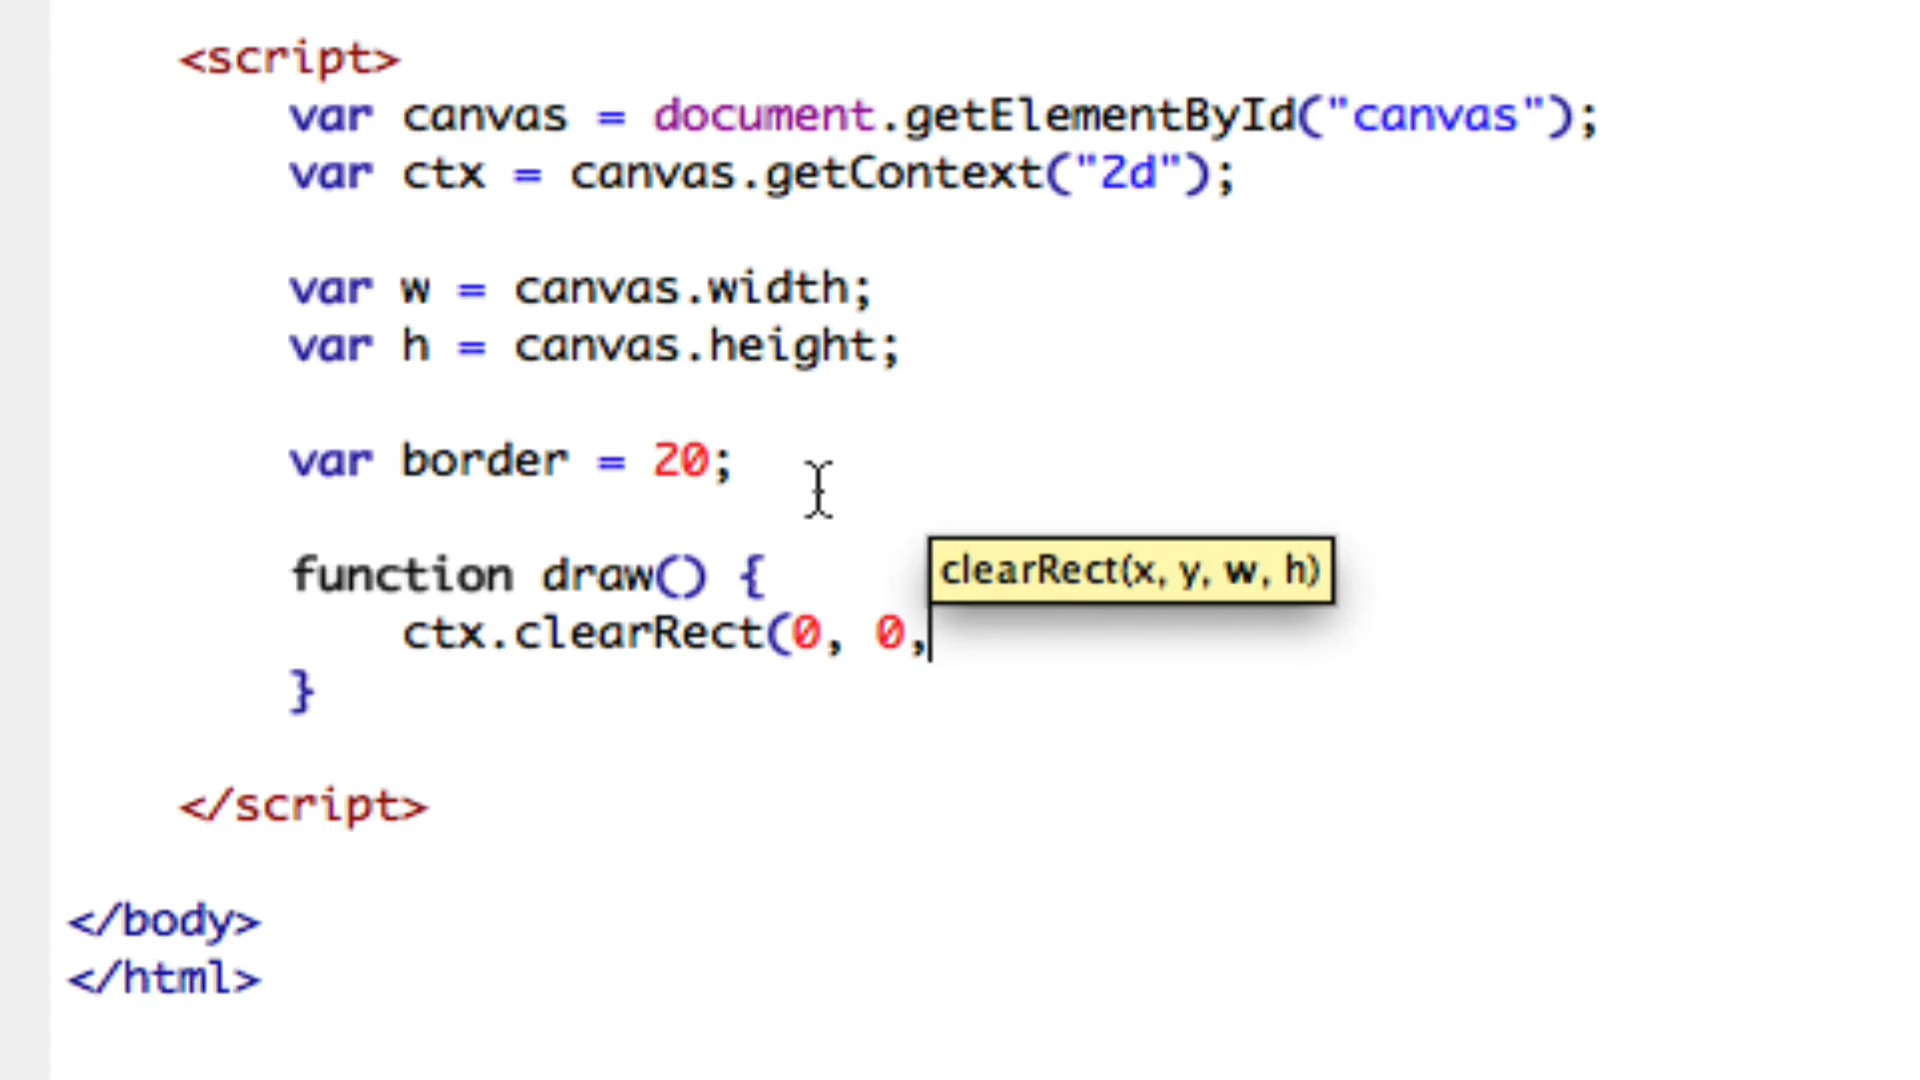 <script>
var canvas = document.getElementById("canvas");
var ctx = canvas.getContext("2d");
var w = canvas.width;
var h = canvas.height;
var border = 20;
function draw() {
clearRect(x, y, w, h)
ctx.clearRect(0, 0,
}
</script>
</body>
</html>